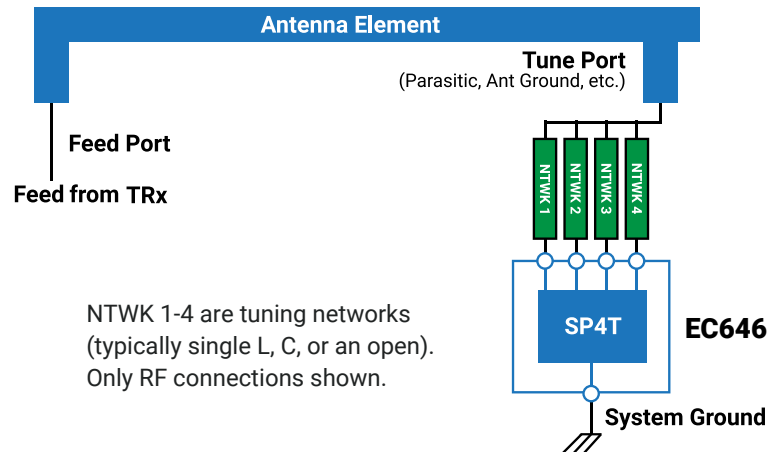 Antenna Element
Tune Port
(Parasitic, Ant Ground, etc.)
Feed Port
Feed from TRx
NTWK 1
NTWK 2
NTWK 3
NTWK 4
NTWK 1-4 are tuning networks
(typically single L, C, or an open).
Only RF connections shown.
SP4T
EC646
System Ground